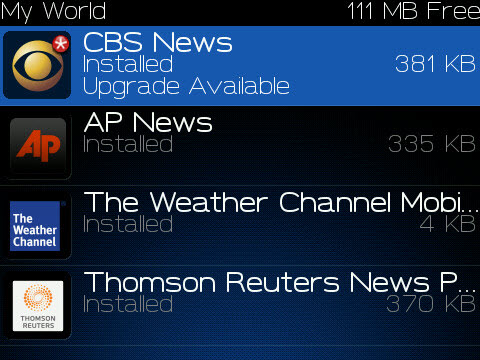 My World 111 MB Free
CBS News
Installed 381 KB
Upgrade Available
AP News
Installed 335 KB
AP
The Weather Channel Mobi...
Installed 4 KB
The
Weather
Channel
Thomson Reuters News P...
Installed 370 KB
THOMSON
REUTERS